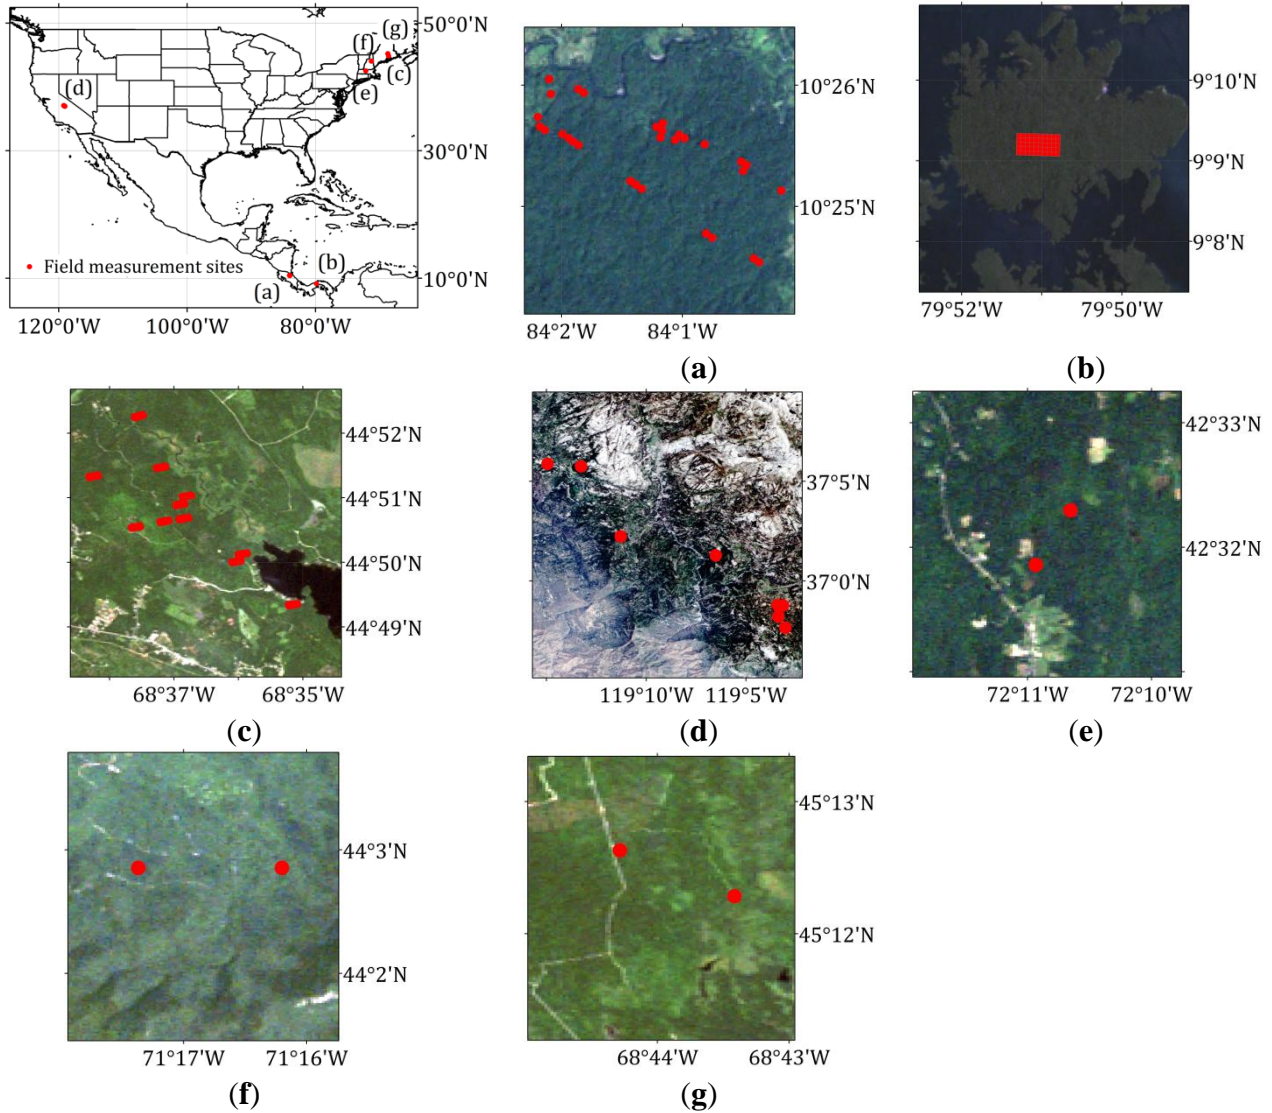 50°0'N
(g)
(f)
(c)
(d)
(e)
30°0'N
(b)
Field measurement sites
10°0'N
(a)
120°0'W 100°0'W 80°0'W
10°26'N
10°25'N
84°2'W 84°1'W
(a)
9°10'N
9°9'N
9°8'N
79°52'W 79°50'W
(b)
44°52'N
44°51'N
44°50'N
44°49'N
68°37'W 68°35'W
(c)
37°5'N
37°0'N
119°10'W 119°5'W
(d)
42°33'N
42°32'N
72°11'W 72°10'W
(e)
44°3'N
44°2'N
71°17'W 71°16'W
(f)
45°13'N
45°12'N
68°44'W 68°43'W
(g)